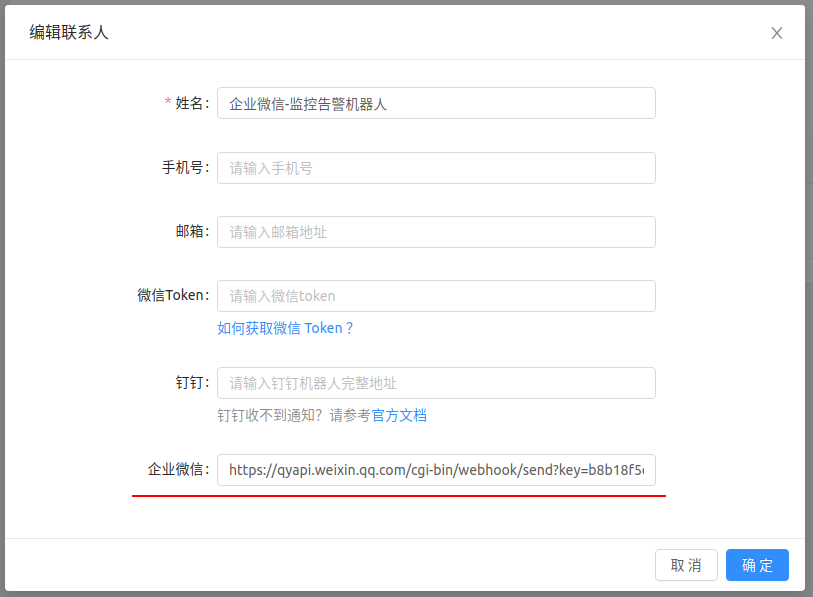 编辑联系人
* 姓名： 企业微信-监控告警机器人
手机号： 请输入手机号
邮箱： 请输入邮箱地址
微信Token： 请输入微信token
如何获取微信 Token ？
钉钉： 请输入钉钉机器人完整地址
钉钉收不到通知？请参考官方文档
企业微信： https://qyapi.weixin.qq.com/cgi-bin/webhook/send?key=b8b18f5
取 消 确 定